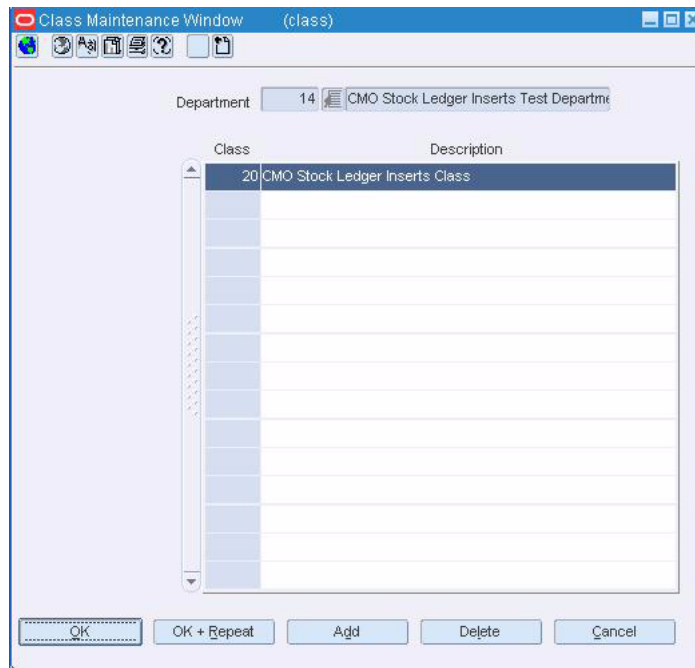 Class Maintenance Window (class)
Department 14 CMO Stock Ledger Inserts Test Departme
Class Description
20 CMO Stock Ledger Inserts Class
OK OK + Repeat Add Delete Cancel